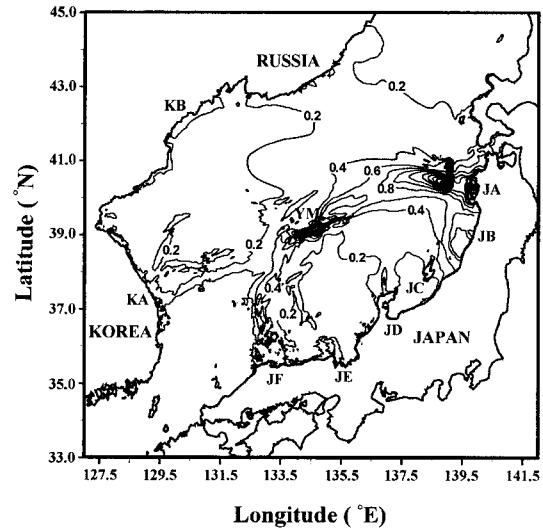 45.0
RUSSIA
43.0
0.2
KB
0.2
41.0
0.4
0.6
0.8
JA
0.4
YM
39.0
JB
0.2
0.2
0.2
KA
0.4
JC
37.0
0.2
KOREA
JD
JAPAN
JF
JE
35.0
33.0
127.5 129.5 131.5 133.5 135.5 137.5 139.5 141.5
Latitude ( °N)
Longitude ( °E)